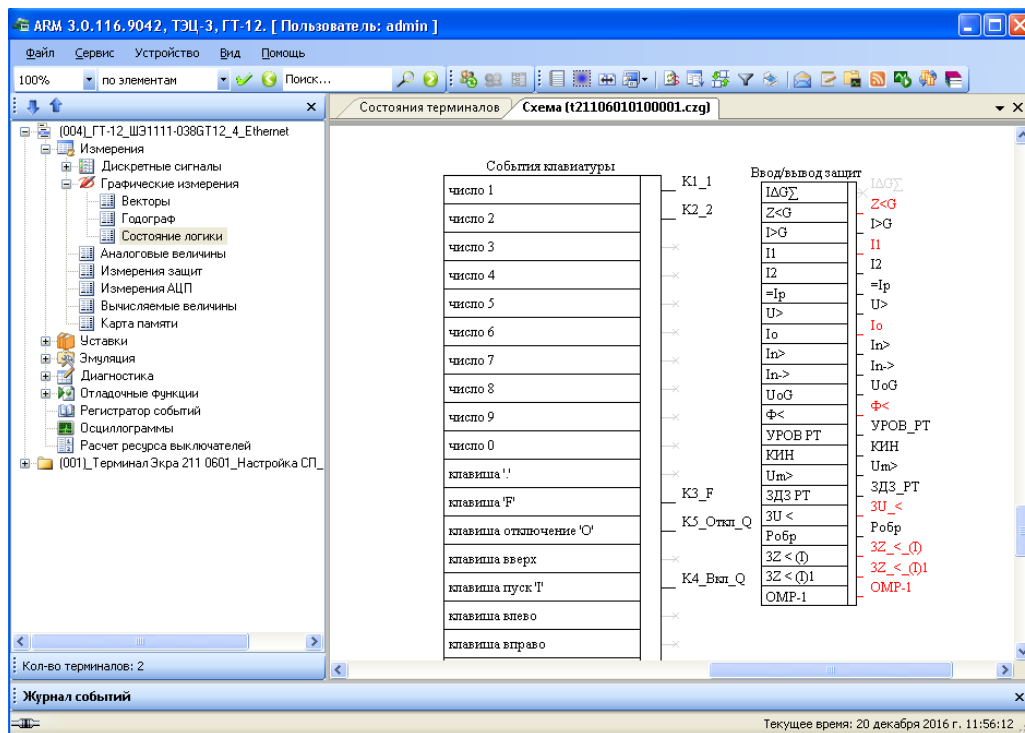 ARM 3.0.116.9042, ТЭЦ-3, ГТ-12. [ Пользователь: admin ]
Файл Сервис Устройство Вид Помощь
100% по элементам Поиск...
Состояния терминалов Схема (t21106010100001.czg)
(004)_ГТ-12_ШЭ1111-038GT12_4_Ethernet
Измерения
Дискретные сигналы
Графические измерения
Векторы
Годограф
Состояние логики
Аналоговые величины
Измерения защит
Измерения АЦП
Вычисляемые величины
Карта памяти
Уставки
Эмуляция
Диагностика
Отладочные функции
Регистратор событий
Осциллограммы
Расчет ресурса выключателей
(001)_Терминал Экра 211 0601_Настройка СП_
Кол-во терминалов: 2
События клавиатуры
число 1 K1_1
число 2 K2_2
число 3
число 4
число 5
число 6
число 7
число 8
число 9
число 0
клавиша '.'
клавиша 'F' K3_F
клавиша отключение 'O' K5_Откл_Q
клавиша вверх
клавиша пуск 'I' K4_Вкл_Q
клавиша влево
клавиша вправо
Ввод/вывод защит
IΔG∑ IΔG∑
Z<G Z<G
I>G I>G
I1 I1
I2 I2
=Iр =Iр
U> U>
Io Io
In> In>
In-> In->
UoG UoG
Ф< Ф<
УРОВ РТ УРОВ_РТ
КИН КИН
Um> Um>
ЗДЗ РТ ЗДЗ_РТ
3U < 3U_<
Робр Робр
3Z < (I) 3Z_<_(I)
3Z < (I)1 3Z_<_(I)1
OMP-1 OMP-1
Журнал событий
Текущее время: 20 декабря 2016 г. 11:56:12